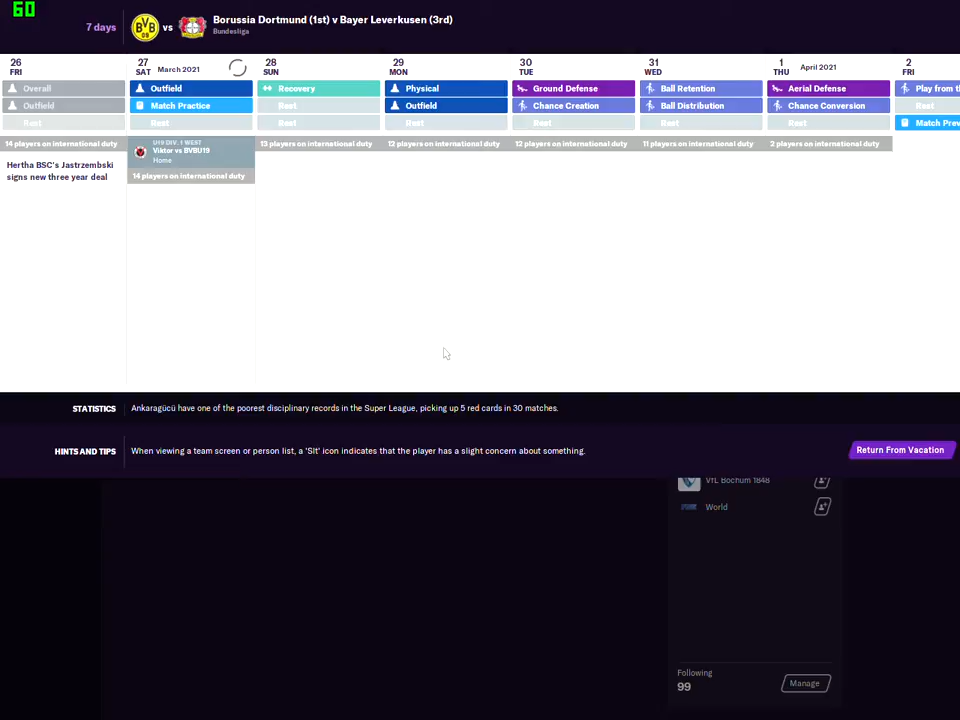 60
7 days
vs
Borussia Dortmund (1st) v Bayer Leverkusen (3rd)
Bundesliga
26
FRI
27
SAT March 2021
28
SUN
29
MON
30
TUE
31
WED
1
THU April 2021
2
FRI
Overall
Outfield
Recovery
Physical
Ground Defense
Ball Retention
Aerial Defense
Play from t
Outfield
Match Practice
Rest
Outfield
Chance Creation
Ball Distribution
Chance Conversion
Rest
Rest
Rest
Rest
Rest
Rest
Rest
Rest
Match Prev
14 players on international duty
U19 DIV. 1 WEST
Viktor vs BVBU19
Home
14 players on international duty
13 players on international duty
12 players on international duty
12 players on international duty
11 players on international duty
2 players on international duty
Hertha BSC's Jastrzembski
signs new three year deal
STATISTICS
Ankaragücü have one of the poorest disciplinary records in the Super League, picking up 5 red cards in 30 matches.
HINTS AND TIPS
When viewing a team screen or person list, a 'Slt' icon indicates that the player has a slight concern about something.
Return From Vacation
VfL Bochum 1848
World
Following
99
Manage